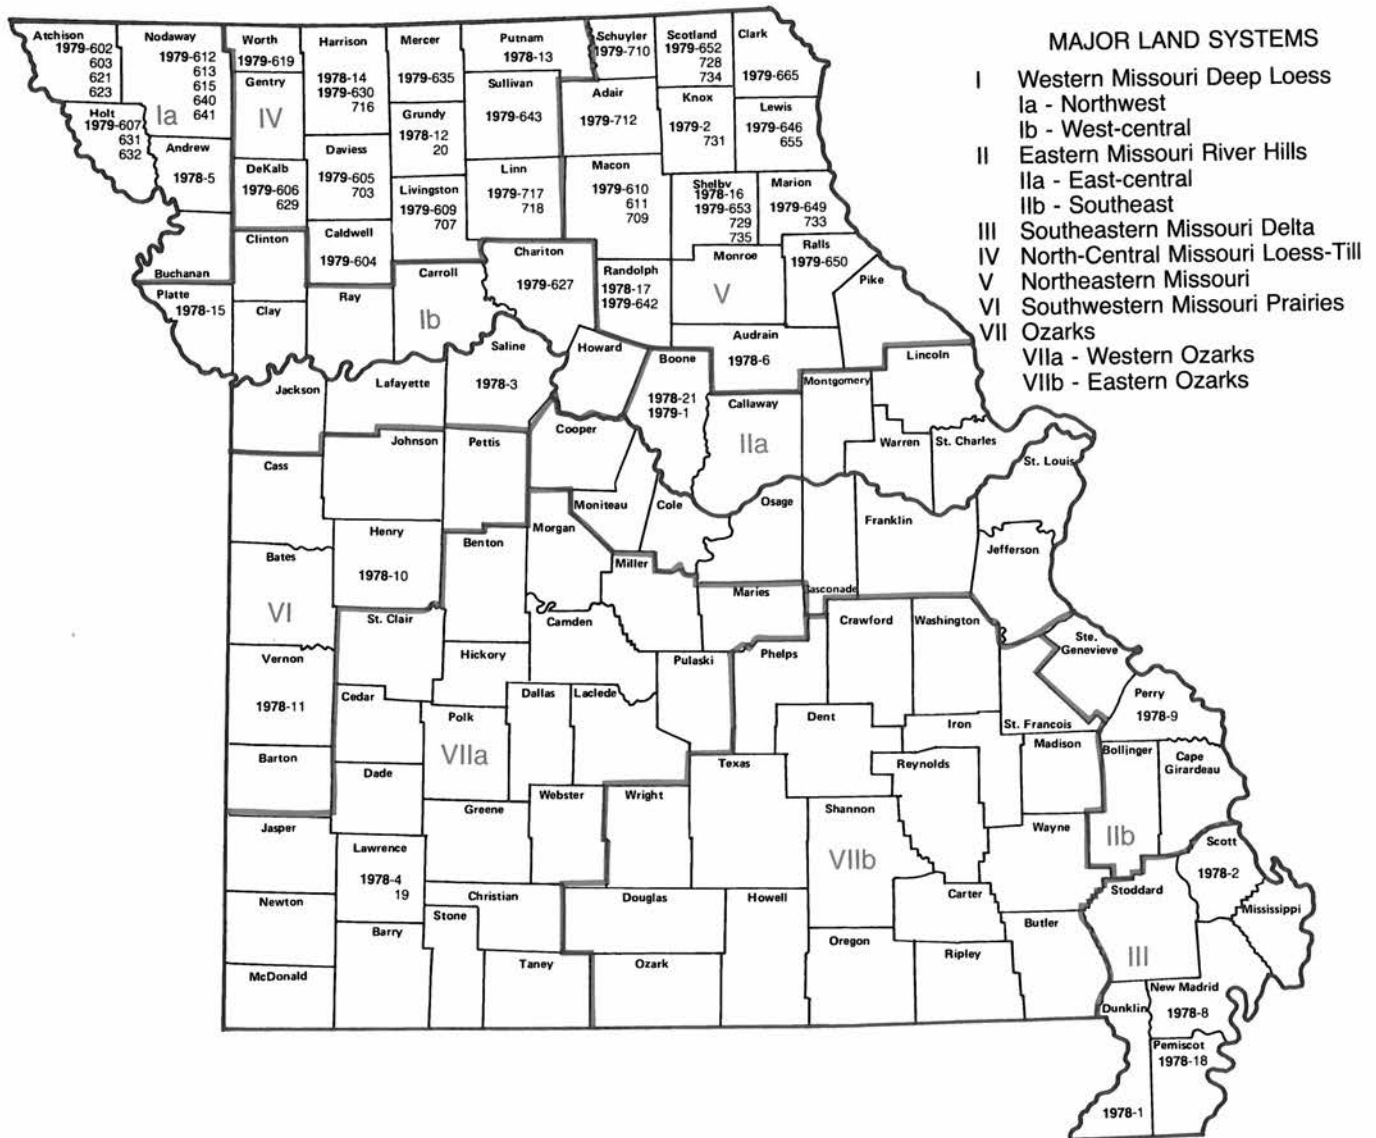 MAJOR LAND SYSTEMS
I Western Missouri Deep Loess
Ia - Northwest
Ib - West-central
II Eastern Missouri River Hills
IIa - East-central
IIb - Southeast
III Southeastern Missouri Delta
IV North-Central Missouri Loess-Till
V Northeastern Missouri
VI Southwestern Missouri Prairies
VII Ozarks
VIIa - Western Ozarks
VIIb - Eastern Ozarks
Atchison
1979-602
603
621
623
Nodaway
1979-612
613
615
640
641
Ia
Worth
1979-619
Harrison
1978-14
1979-630
716
Mercer
1979-635
Putnam
1978-13
Schuyler
1979-710
Scotland
1979-652
728
734
Clark
1979-665
Holt
1979-607
631
632
Gentry
IV
Sullivan
1979-643
Adair
1979-712
Knox
1979-2
731
Lewis
1979-646
655
Andrew
1978-5
DeKalb
1979-606
629
Daviess
1979-605
703
Grundy
1978-12
20
Livingston
1979-609
707
Linn
1979-717
718
Macon
1979-610
611
709
Shelby
1978-16
1979-653
729
735
Marion
1979-649
733
Buchanan
Clinton
Caldwell
1979-604
Carroll
Ib
Chariton
1979-627
Randolph
1978-17
1979-642
Monroe
V
Ralls
1979-650
Pike
Platte
1978-15
Clay
Ray
Saline
1978-3
Howard
Boone
1978-21
1979-1
Audrain
1978-6
Lincoln
Jackson
Lafayette
Cooper
Callaway
IIa
Montgomery
Warren
St. Charles
St. Louis
Cass
Johnson
Pettis
Moniteau
Cole
Osage
Franklin
Jefferson
Henry
1978-10
Benton
Morgan
Miller
Maries
Gasconade
Bates
VI
St. Clair
Hickory
Camden
Pulaski
Phelps
Crawford
Washington
Ste.
Genevieve
Vernon
1978-11
Cedar
Polk
VIIa
Dallas
Laclede
Dent
Iron
St. Francois
Perry
1978-9
Barton
Dade
Greene
Webster
Wright
Texas
Shannon
VIIb
Reynolds
Madison
Bollinger
IIb
Cape
Girardeau
Jasper
Lawrence
1978-4
19
Wayne
Scott
1978-2
Newton
Christian
Stone
Douglas
Howell
Carter
Butler
Stoddard
III
Mississippi
McDonald
Barry
Taney
Ozark
Oregon
Ripley
Dunklin
1978-1
New Madrid
1978-8
Pemiscot
1978-18